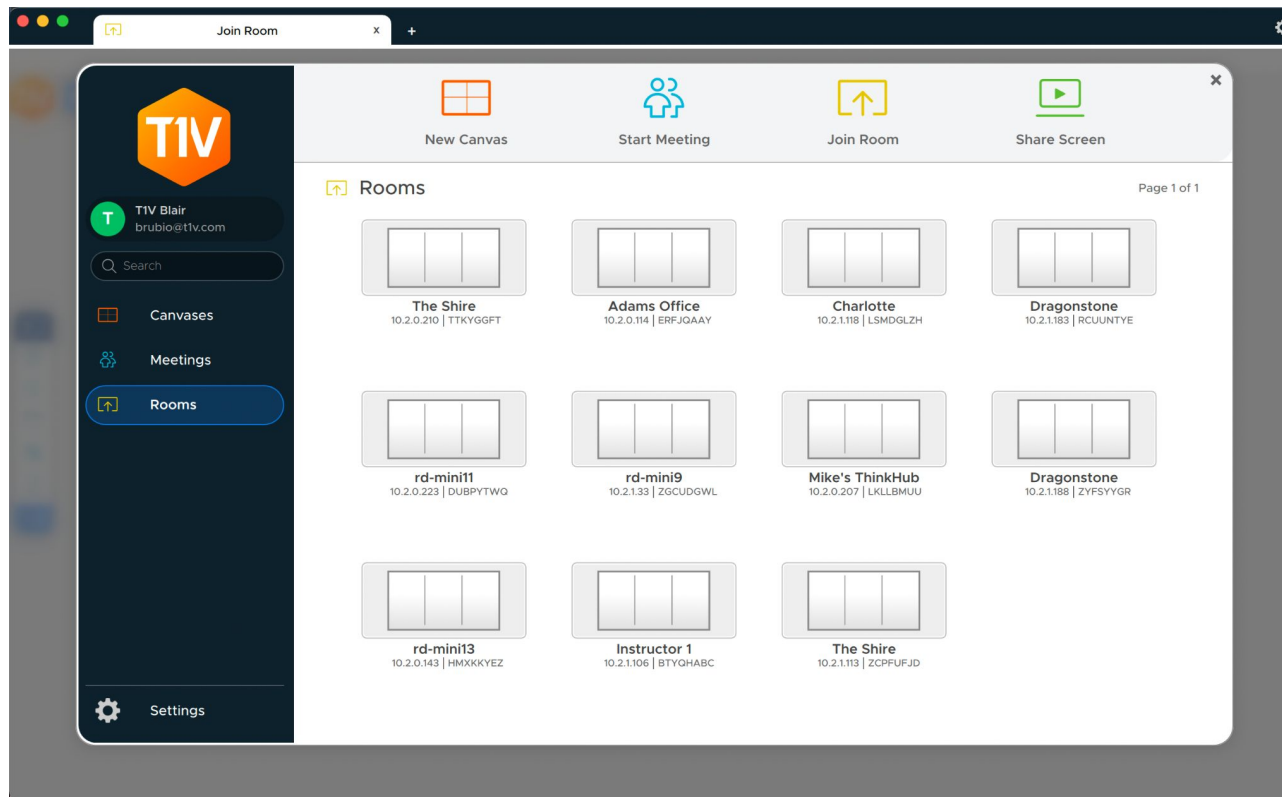 Join Room x +
T1V
T1V Blair
brubio@t1v.com
Search
Canvases
Meetings
Rooms
Settings
New Canvas Start Meeting Join Room Share Screen
Rooms Page 1 of 1
The Shire Adams Office Charlotte Dragonstone
10.2.0.210 | TTKYGGFT 10.2.0.114 | ERFJQAAY 10.2.1.118 | LSMDGLZH 10.2.1.183 | RCUUNTYE
rd-mini11 rd-mini9 Mike's ThinkHub Dragonstone
10.2.0.223 | DUBPYTWQ 10.2.1.33 | ZGCUDGWL 10.2.0.207 | LKLLBMUU 10.2.1.188 | ZYFSYYGR
rd-mini13 Instructor 1 The Shire
10.2.0.143 | HMXKKYEZ 10.2.1.106 | BTYQHABC 10.2.1.113 | ZCPFUFJD